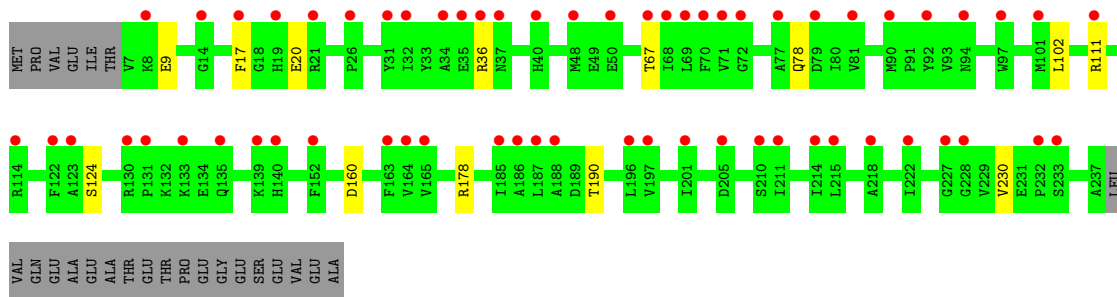 MET PRO VAL GLU ILE THR V7 K8 E9 G14 F17 G18 H19 E20 R21 P26 Y31 I32 Y33 A34 E35 R36 N37 H40 M48 E49 E50 T67 I68 L69 F70 V71 G72 A77 Q78 D79 I80 V81 M90 P91 Y92 V93 N94 W97 M101 L102 R111
R114 F122 A123 S124 R130 P131 K132 K133 E134 Q135 K139 H140 F152 D160 F163 V164 V165 R178 I185 A186 L187 A188 D189 T190 L196 V197 I201 D205 S210 I211 I214 L215 A218 I222 G227 G228 V229 V230 E231 P232 S233 A237 LEU
VAL GLN GLU ALA GLU ALA THR GLU THR PRO GLU GLY GLU SER GLU VAL GLU ALA